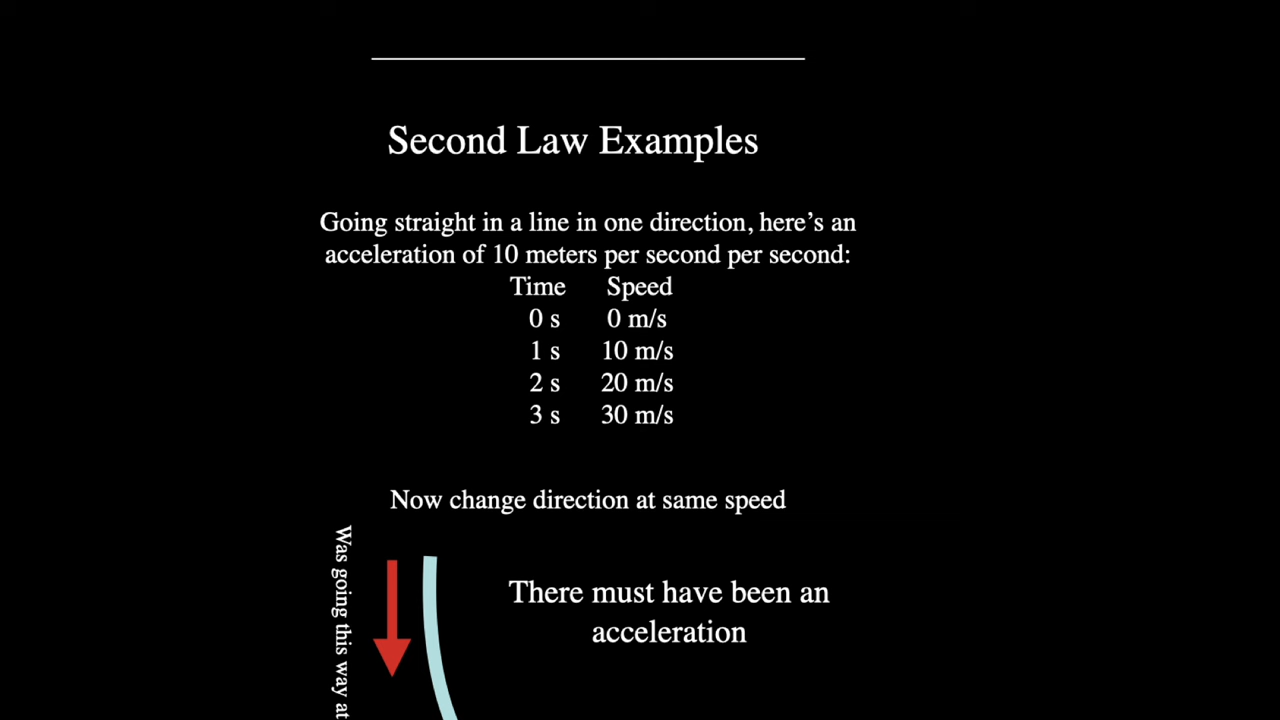 Second Law Examples
Going straight in a line in one direction, here’s an
acceleration of 10 meters per second per second:
Time Speed
0 s 0 m/s
1 s 10 m/s
2 s 20 m/s
3 s 30 m/s
Now change direction at same speed
Was going this way at
There must have been an
acceleration